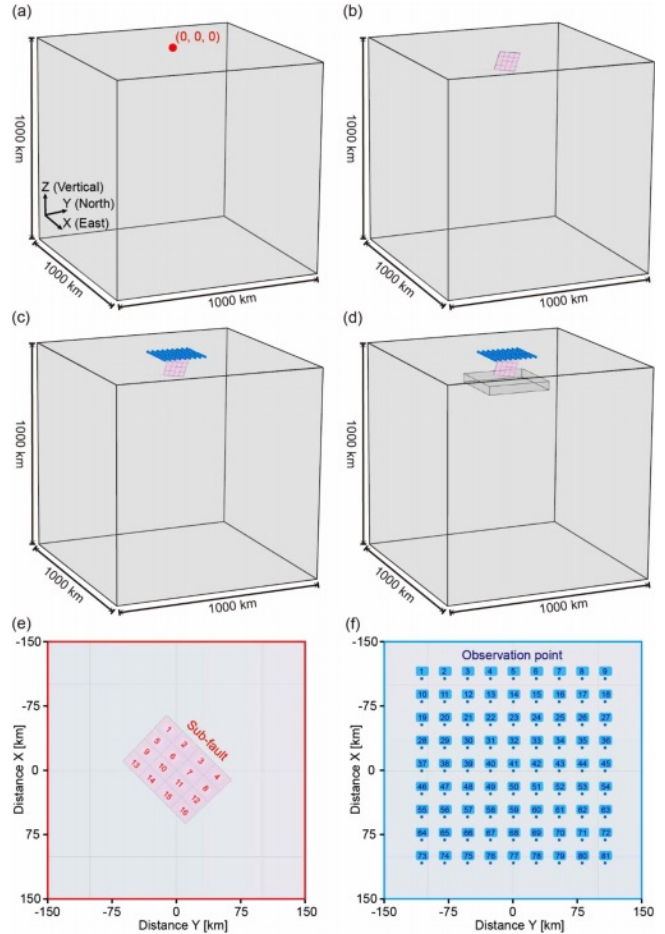 (a)
(0, 0, 0)
1000 km
Z (Vertical)
Y (North)
X (East)
1000 km
1000 km
(b)
1000 km
1000 km
1000 km
(c)
1000 km
1000 km
1000 km
(d)
1000 km
1000 km
1000 km
(e)
-150
-75
0
75
150
Distance X [km]
Sub-fault
1
2
3
4
5
6
7
8
9
10
11
12
13
14
15
16
-150 -75 0 75 150
Distance Y [km]
(f)
-150
-75
0
75
150
Distance X [km]
Observation point
1 2 3 4 5 6 7 8 9
10 11 12 13 14 15 16 17 18
19 20 21 22 23 24 25 26 27
28 29 30 31 32 33 34 35 36
37 38 39 40 41 42 43 44 45
46 47 48 49 50 51 52 53 54
55 56 57 58 59 60 61 62 63
64 65 66 67 68 69 70 71 72
73 74 75 76 77 78 79 80 81
-150 -75 0 75 150
Distance Y [km]